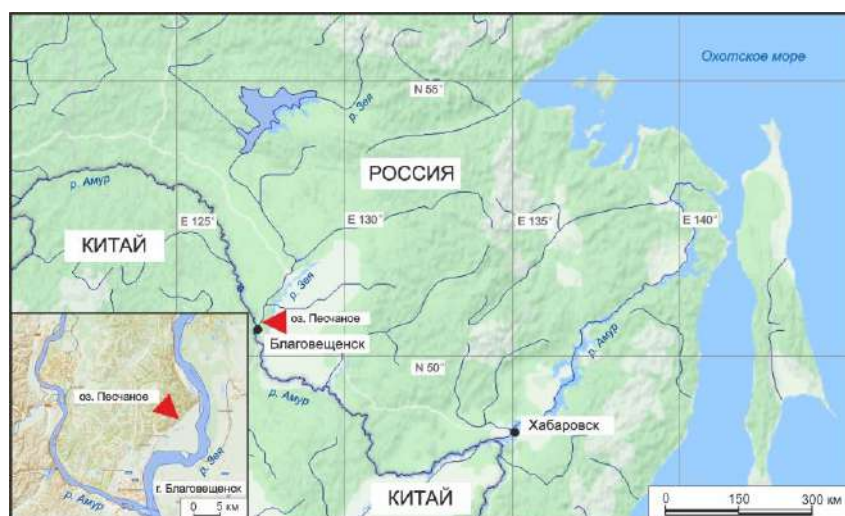 Охотское море
N 55°
р. Зея
РОССИЯ
р. Амур
E 125°
E 130°
E 135°
E 140°
КИТАЙ
р. Зея
оз. Песчаное
Благовещенск
р. Амур
N 50°
р. Амур
Хабаровск
КИТАЙ
0 150 300 км
оз. Песчаное
р. Зея
р. Амур
г. Благовещенск
0 5 км